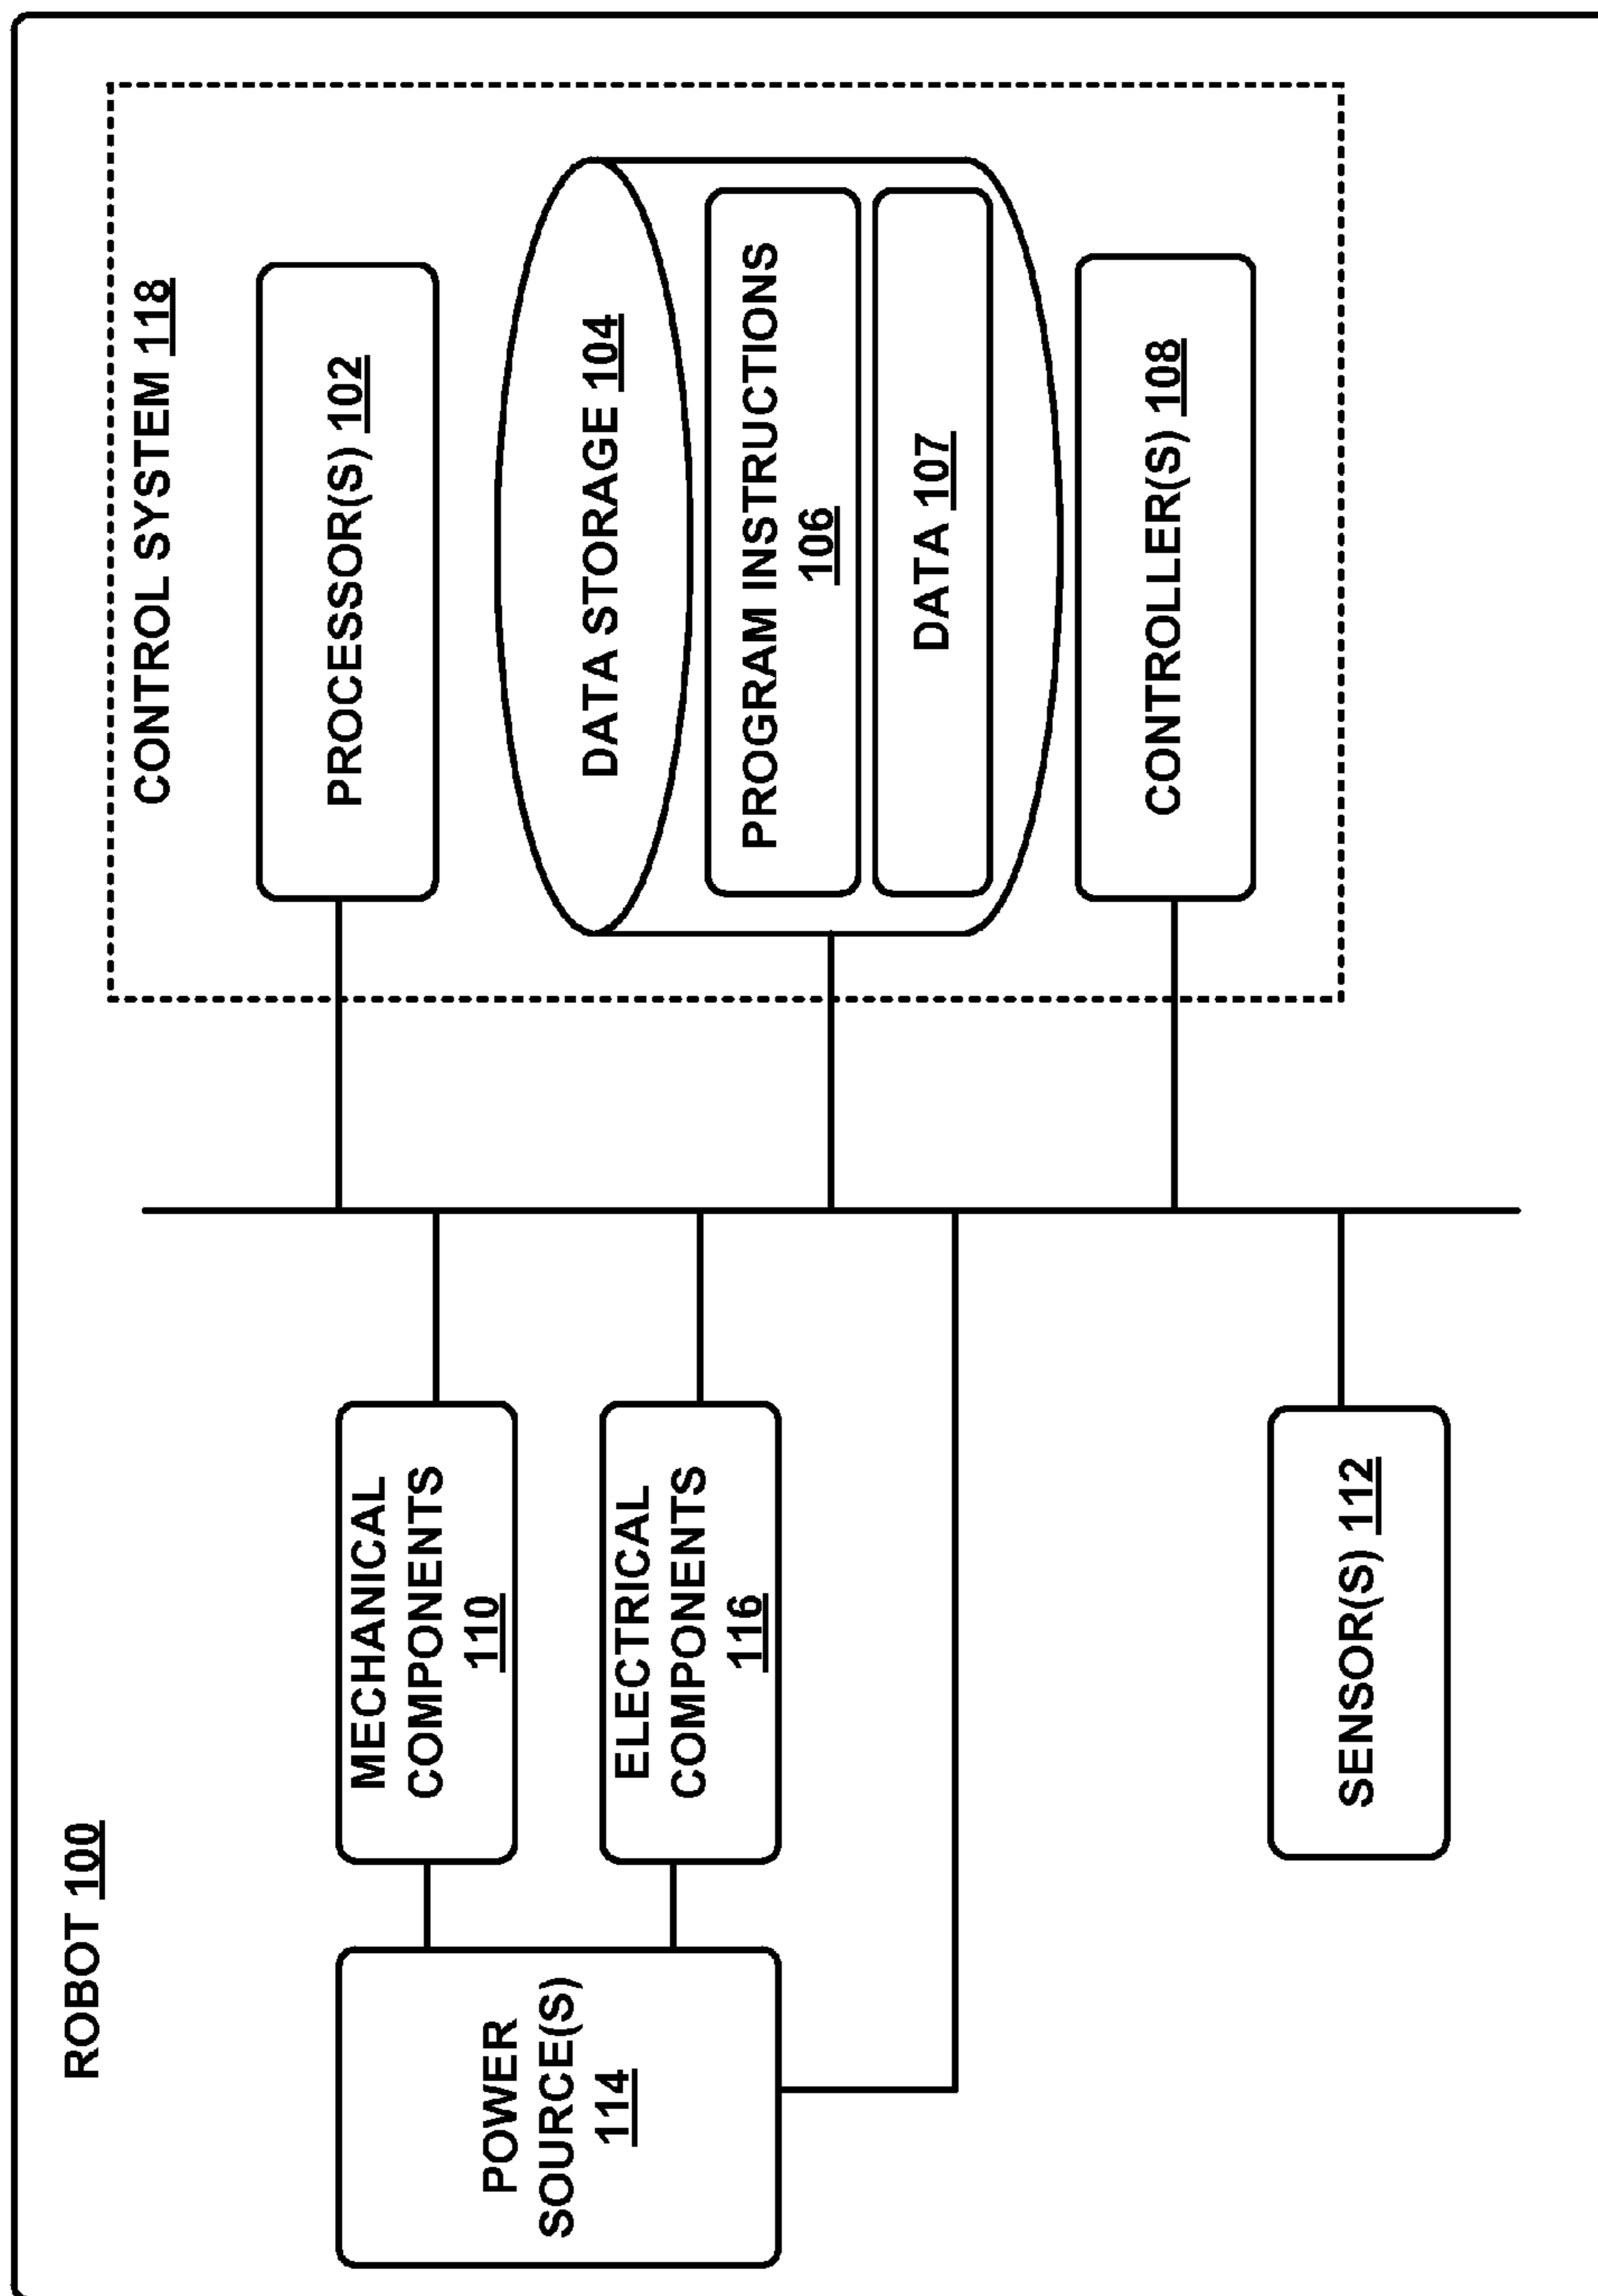 ROBOT 100
CONTROL SYSTEM 118
POWER
SOURCE(S)
114
MECHANICAL
COMPONENTS
110
ELECTRICAL
COMPONENTS
116
SENSOR(S) 112
PROCESSOR(S) 102
DATA STORAGE 104
PROGRAM INSTRUCTIONS
106
DATA 107
CONTROLLER(S) 108